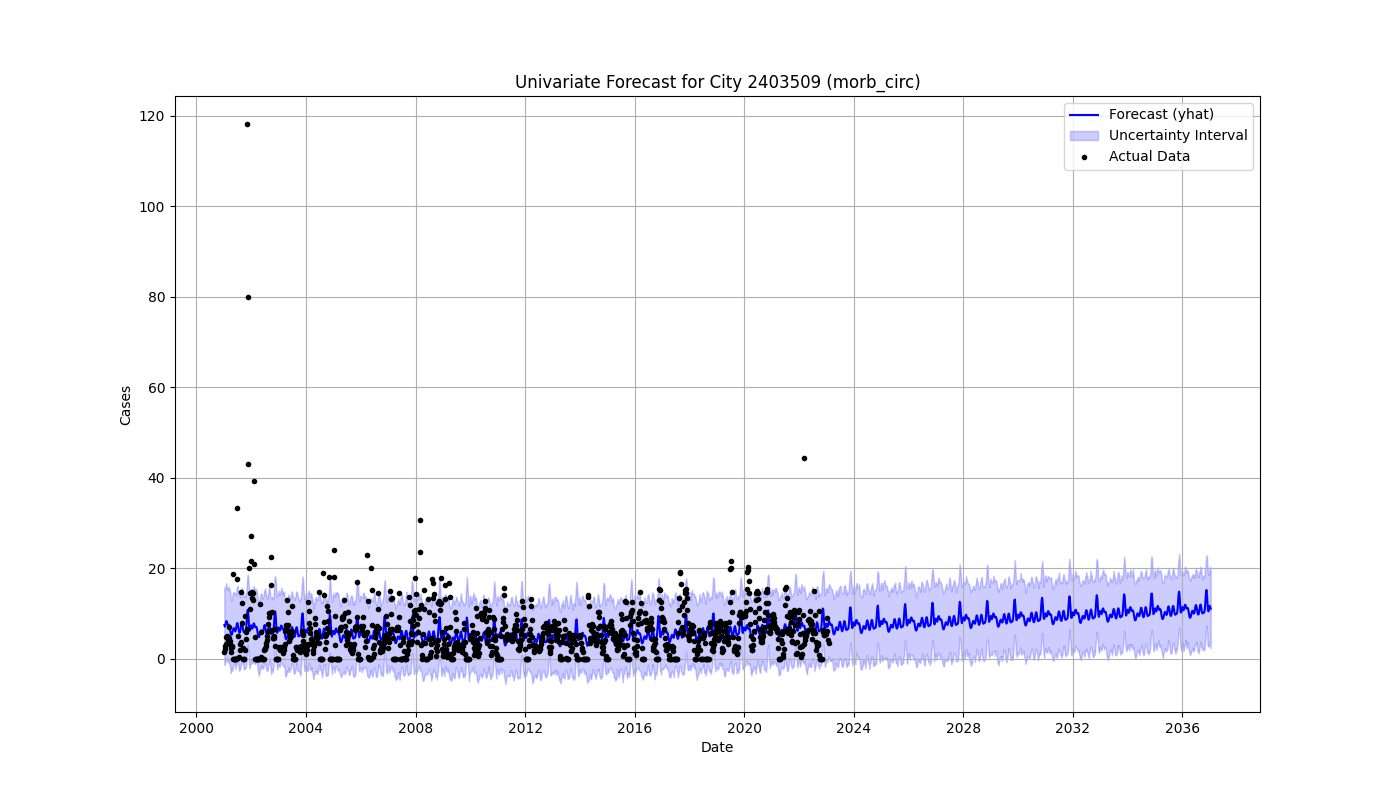 Univariate Forecast for City 2403509 (morb_circ)
Forecast (yhat)
Uncertainty Interval
Actual Data
120
100
80
60
40
20
0
Cases
2000 2004 2008 2012 2016 2020 2024 2028 2032 2036
Date